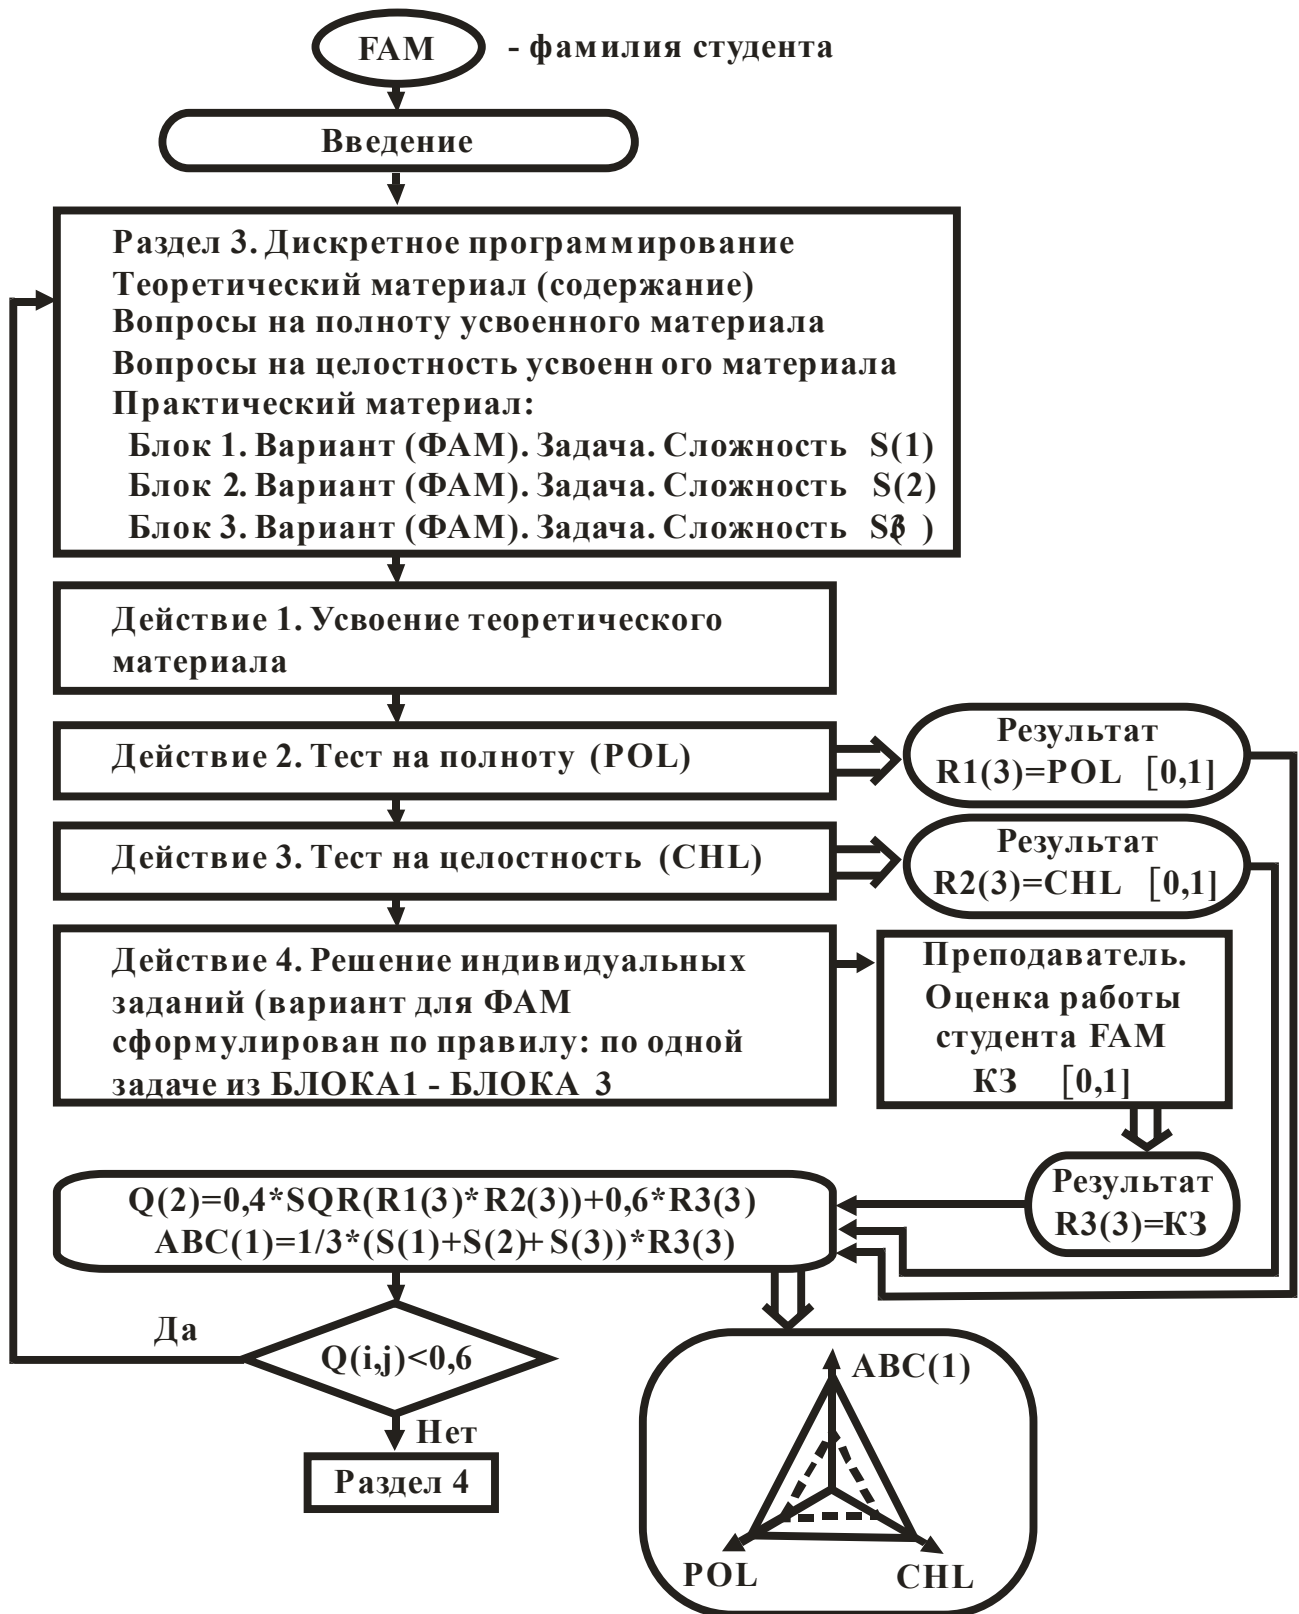 FAM - фамилия студента
Введение
Раздел 3. Дискретное программирование
Теоретический материал (содержание)
Вопросы на полноту усвоенного материала
Вопросы на целостность усвоенн ого материала
Практический материал:
Блок 1. Вариант (ФАМ). Задача. Сложность S(1)
Блок 2. Вариант (ФАМ). Задача. Сложность S(2)
Блок 3. Вариант (ФАМ). Задача. Сложность S(3 )
Действие 1. Усвоение теоретического
материала
Действие 2. Тест на полноту (POL)
Результат
R1(3)=POL [0,1]
Действие 3. Тест на целостность (CHL)
Результат
R2(3)=CHL [0,1]
Действие 4. Решение индивидуальных
заданий (вариант для ФАМ
сформулирован по правилу: по одной
задаче из БЛОКА1 - БЛОКА 3
Преподаватель.
Оценка работы
студента FAM
КЗ [0,1]
Результат
R3(3)=КЗ
Q(2)=0,4*SQR(R1(3)*R2(3))+0,6*R3(3)
ABC(1)=1/3*(S(1)+S(2)+S(3))*R3(3)
Да
Q(i,j)<0,6
Нет
Раздел 4
ABC(1)
POL
CHL